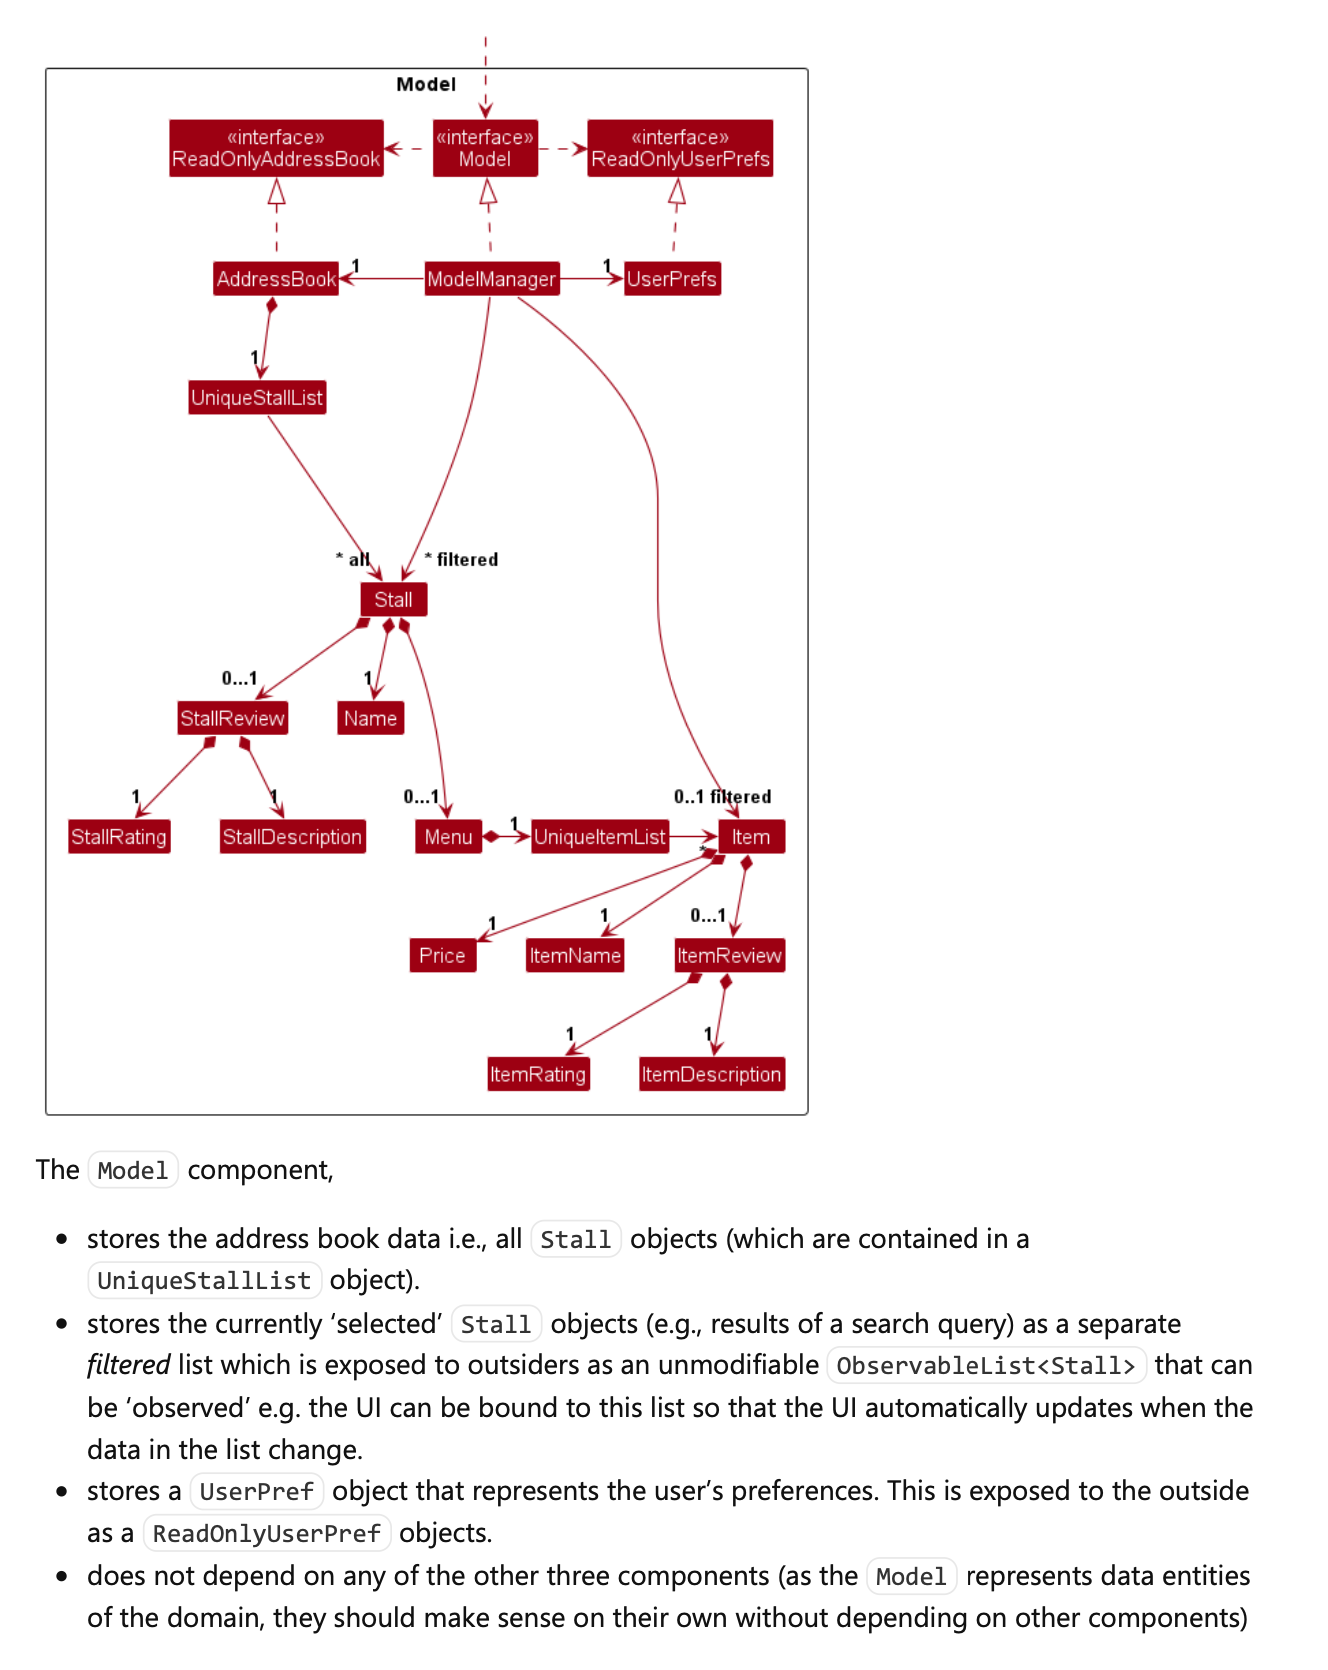 Model
«interface»
ReadOnlyAddressBook
«interface»
Model
«interface»
ReadOnlyUserPrefs
AddressBook
1
ModelManager
1
UserPrefs
1
UniqueStallList
* all
* filtered
Stall
0...1
1
StallReview
Name
1
1
0...1
0..1 filtered
StallRating
StallDescription
Menu
1
UniqueItemList
*
Item
1
1
0...1
Price
ItemName
ItemReview
1
1
ItemRating
ItemDescription
The Model component,
• stores the address book data i.e., all Stall objects (which are contained in a
UniqueStallList object).
• stores the currently ‘selected’ Stall objects (e.g., results of a search query) as a separate
filtered list which is exposed to outsiders as an unmodifiable ObservableList<Stall> that can
be ‘observed’ e.g. the UI can be bound to this list so that the UI automatically updates when the
data in the list change.
• stores a UserPref object that represents the user’s preferences. This is exposed to the outside
as a ReadOnlyUserPref objects.
• does not depend on any of the other three components (as the Model represents data entities
of the domain, they should make sense on their own without depending on other components)